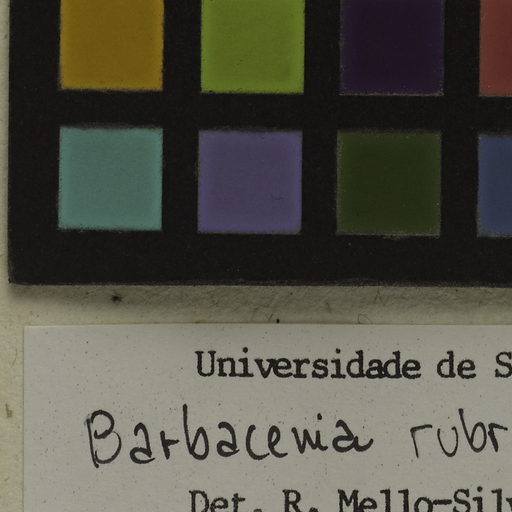 Universidade de S
Barbacenia rubr
Det. R. Mello-Silv